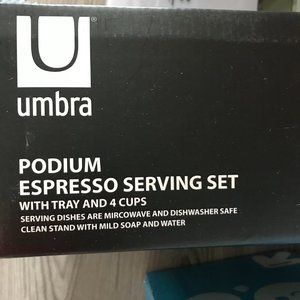 U®
umbra
PODIUM
ESPRESSO SERVING SET
WITH TRAY AND 4 CUPS
SERVING DISHES ARE MIRCOWAVE AND DISHWASHER SAFE
CLEAN STAND WITH MILD SOAP AND WATER